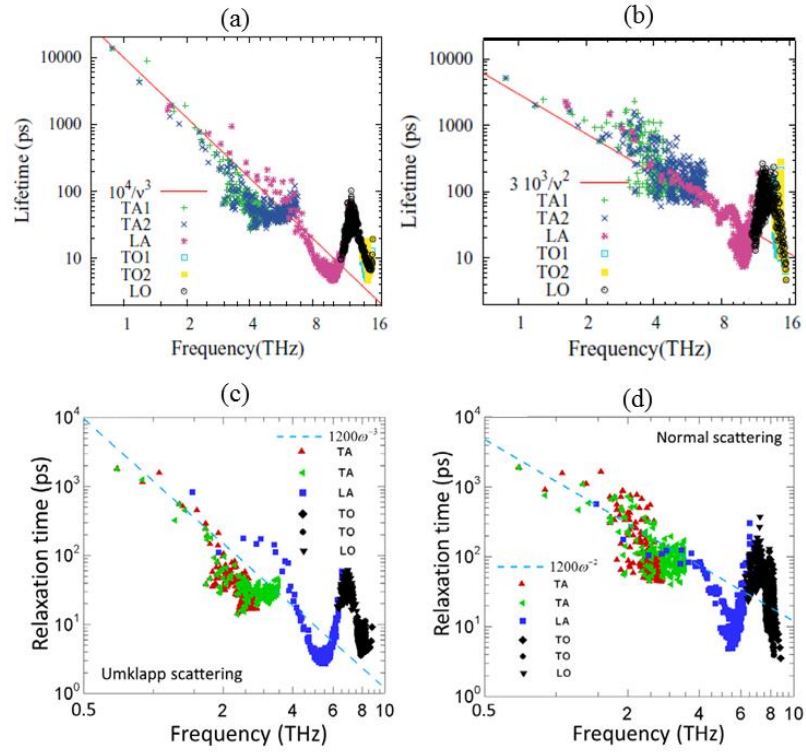 (a)
10000
1000
100
10
Lifetime (ps)
10⁴/ν³
TA1
TA2
LA
TO1
TO2
LO
1
2
4
8
16
Frequency(THz)
(b)
10000
1000
100
10
Lifetime (ps)
3 10³/ν²
TA1
TA2
LA
TO1
TO2
LO
1
2
4
8
16
Frequency(THz)
(c)
10⁴
10³
10²
10¹
10⁰
Relaxation time (ps)
1200ω⁻³
TA
TA
LA
TO
TO
LO
Umklapp scattering
0.5
2
4
6
8
10
Frequency (THz)
(d)
10⁴
10³
10²
10¹
10⁰
Relaxation time (ps)
Normal scattering
1200ω⁻²
TA
TA
LA
TO
TO
LO
0.5
2
4
6
8
10
Frequency (THz)